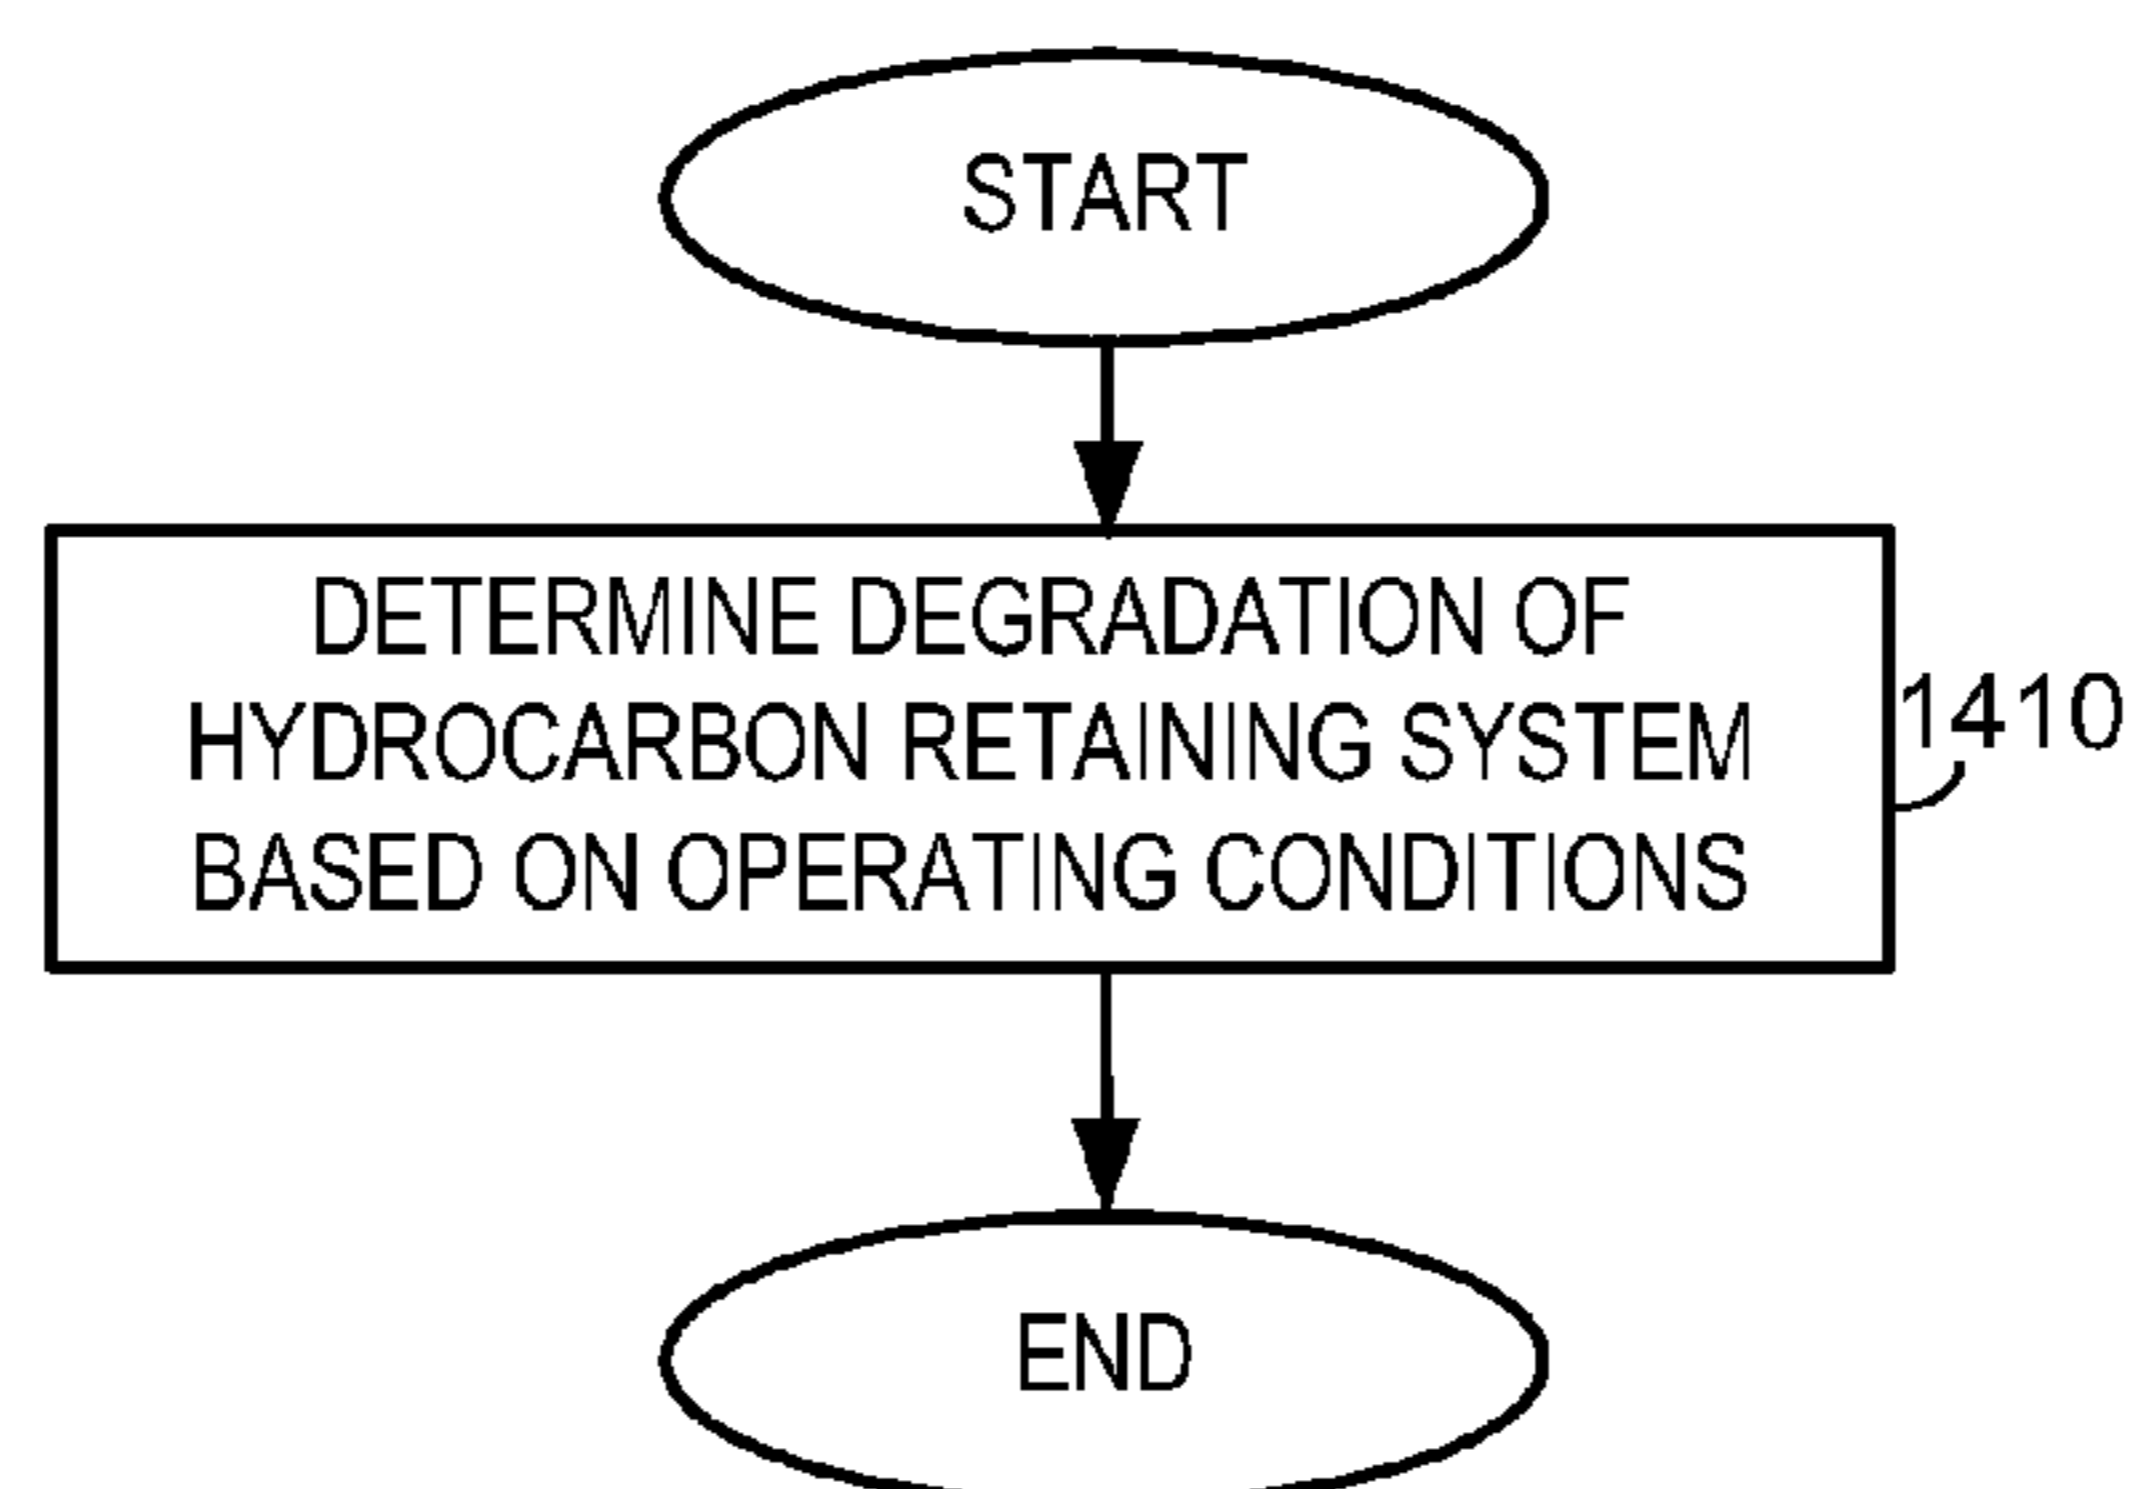 START
DETERMINE DEGRADATION OF
HYDROCARBON RETAINING SYSTEM
BASED ON OPERATING CONDITIONS
1410
END